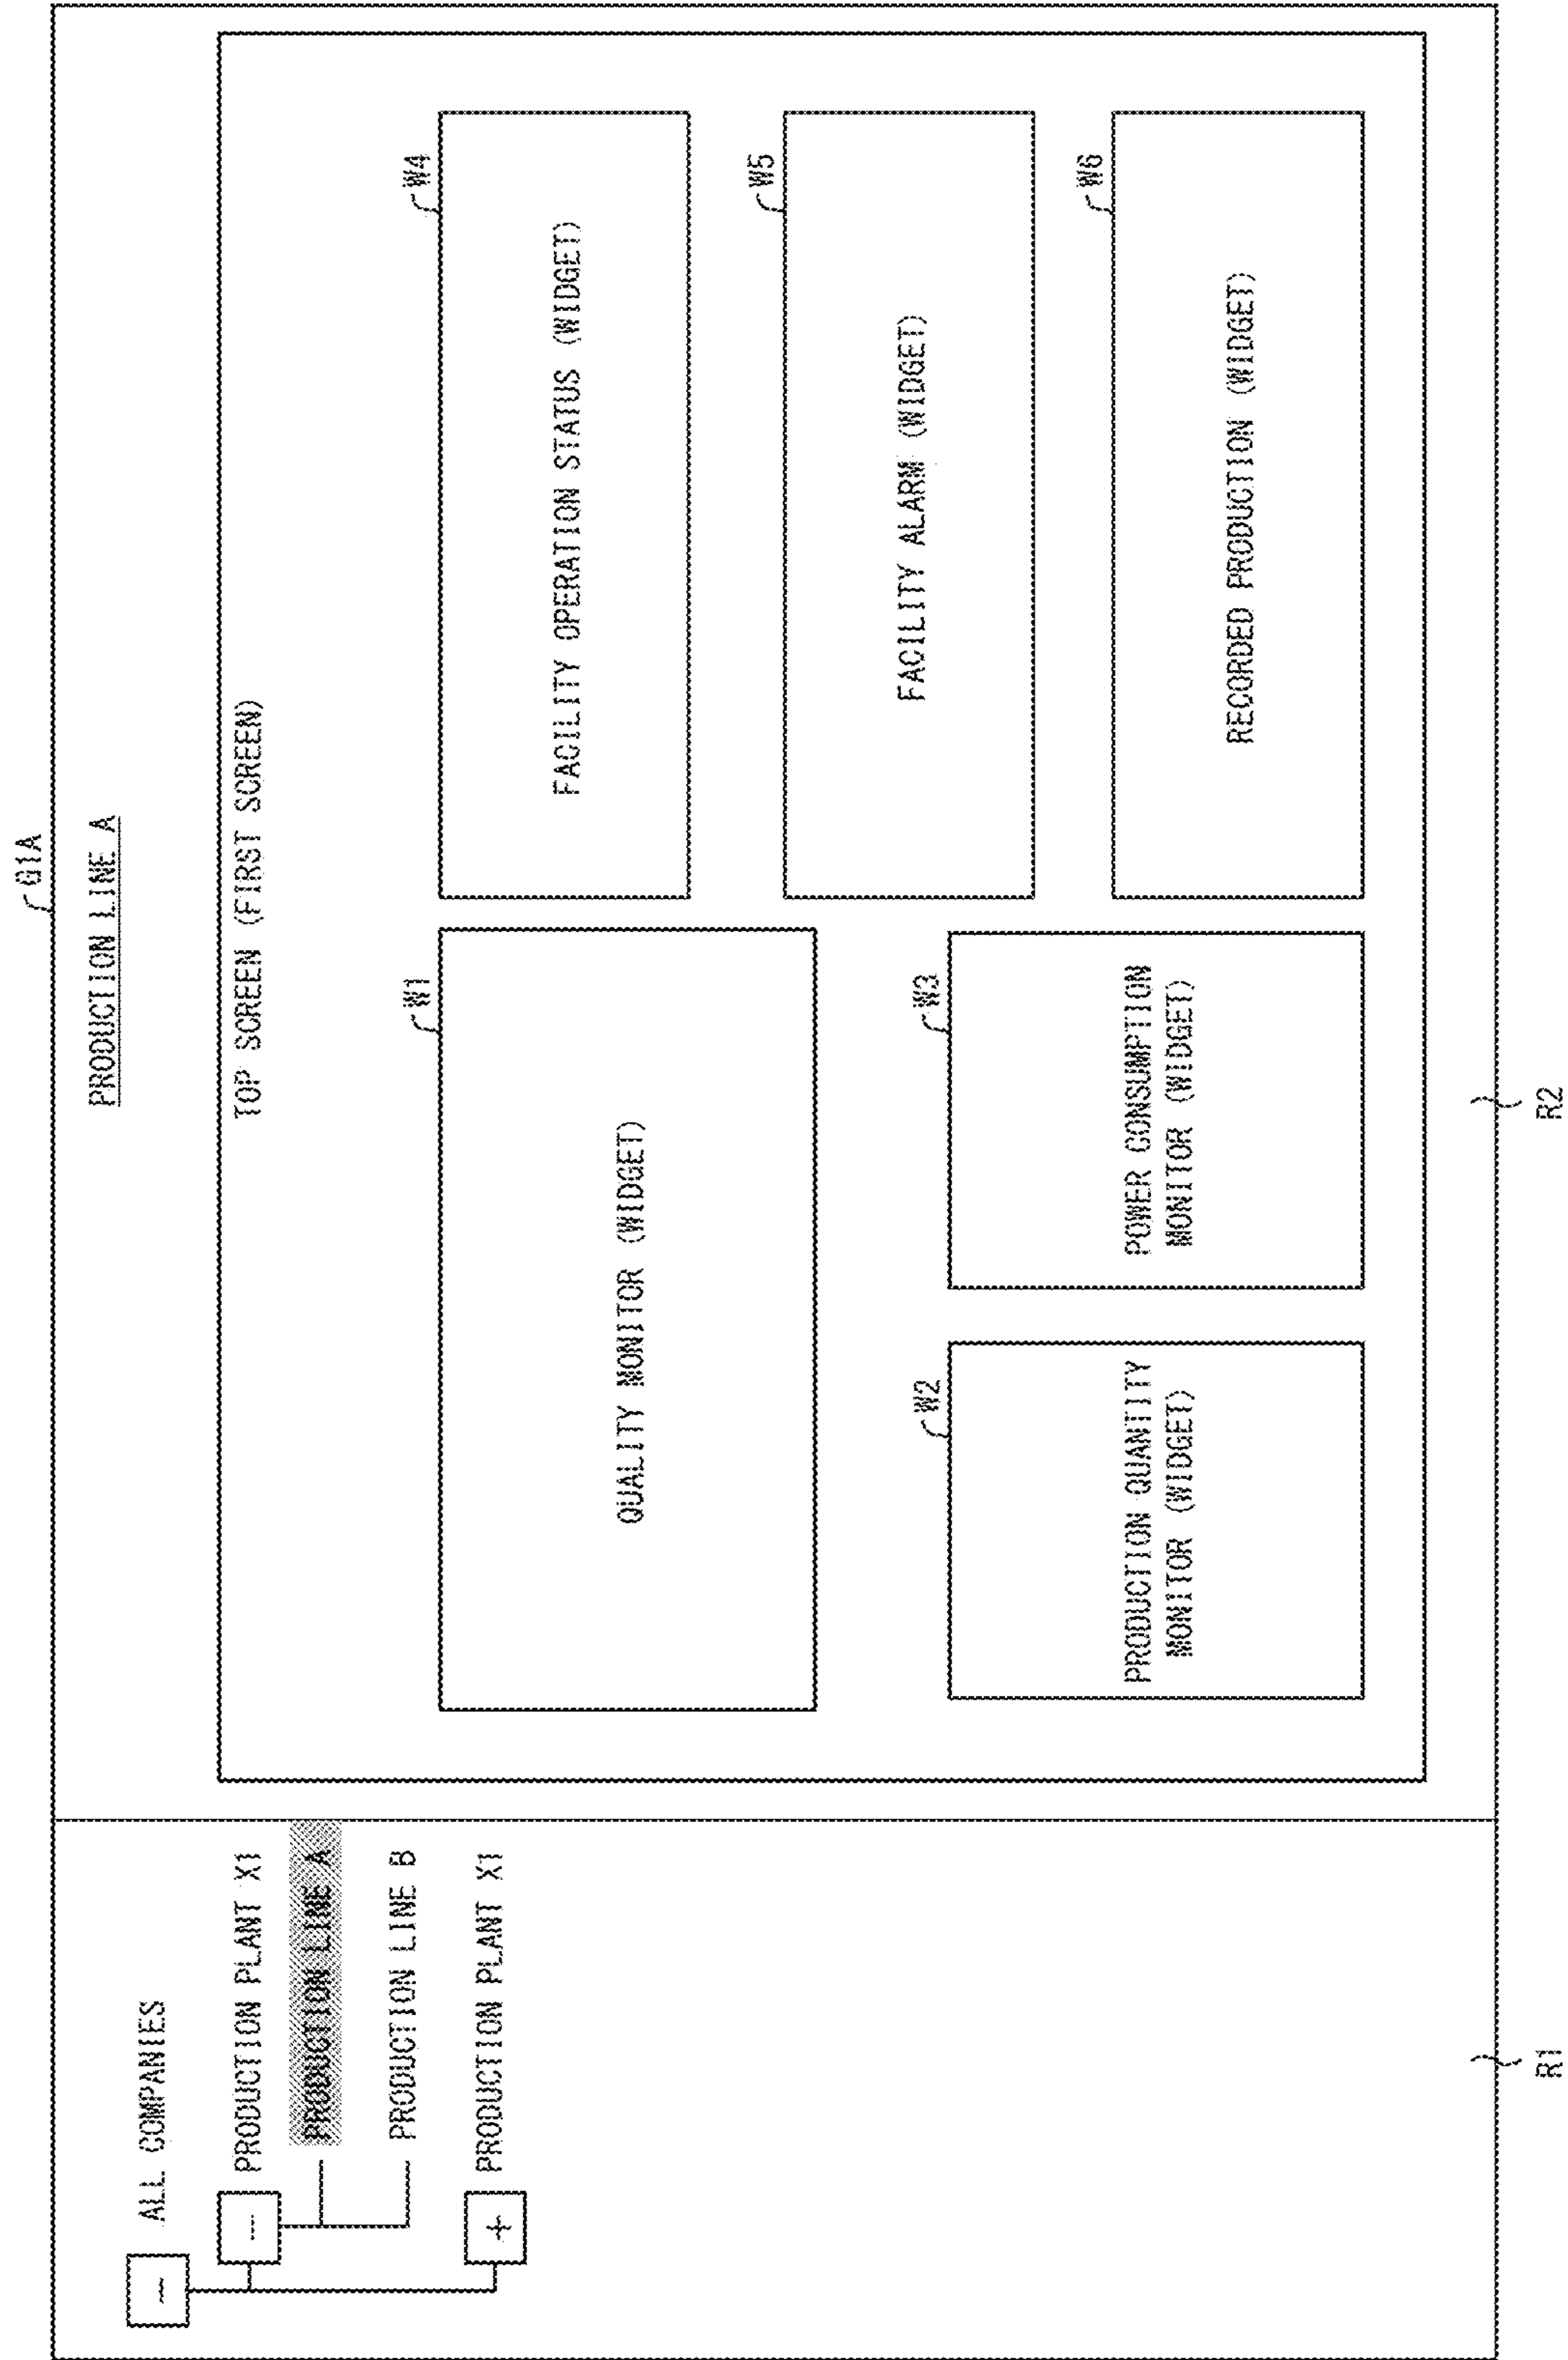 G1A
ALL COMPANIES
PRODUCTION PLANT X1
PRODUCTION LINE A
PRODUCTION LINE B
PRODUCTION PLANT X1
R1
PRODUCTION LINE A
TOP SCREEN (FIRST SCREEN)
W1
QUALITY MONITOR (WIDGET)
W2
PRODUCTION QUANTITY
MONITOR (WIDGET)
W3
POWER CONSUMPTION
MONITOR (WIDGET)
W4
FACILITY OPERATION STATUS (WIDGET)
W5
FACILITY ALARM (WIDGET)
W6
RECORDED PRODUCTION (WIDGET)
R2